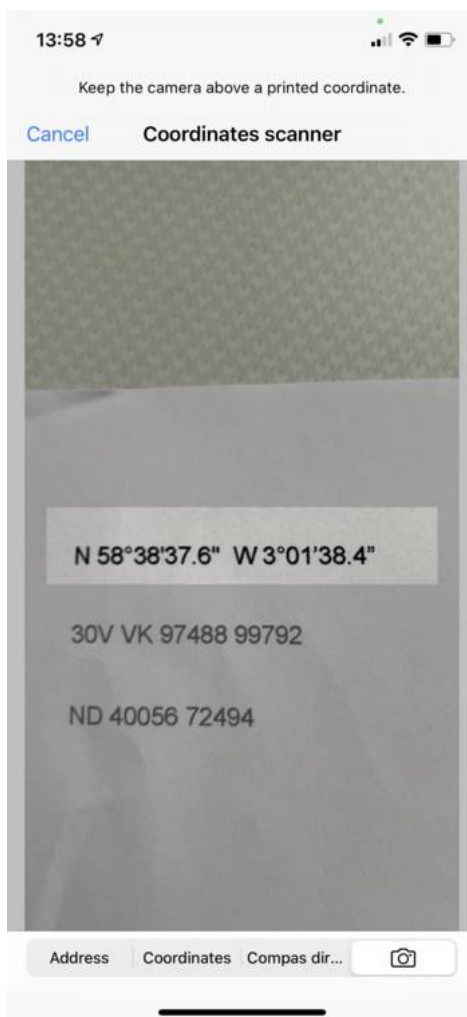 13:58
Keep the camera above a printed coordinate.
Cancel Coordinates scanner
N 58°38'37.6" W 3°01'38.4”
30V VK 97488 99792
ND 40056 72494
Address Coordinates Compas dir...